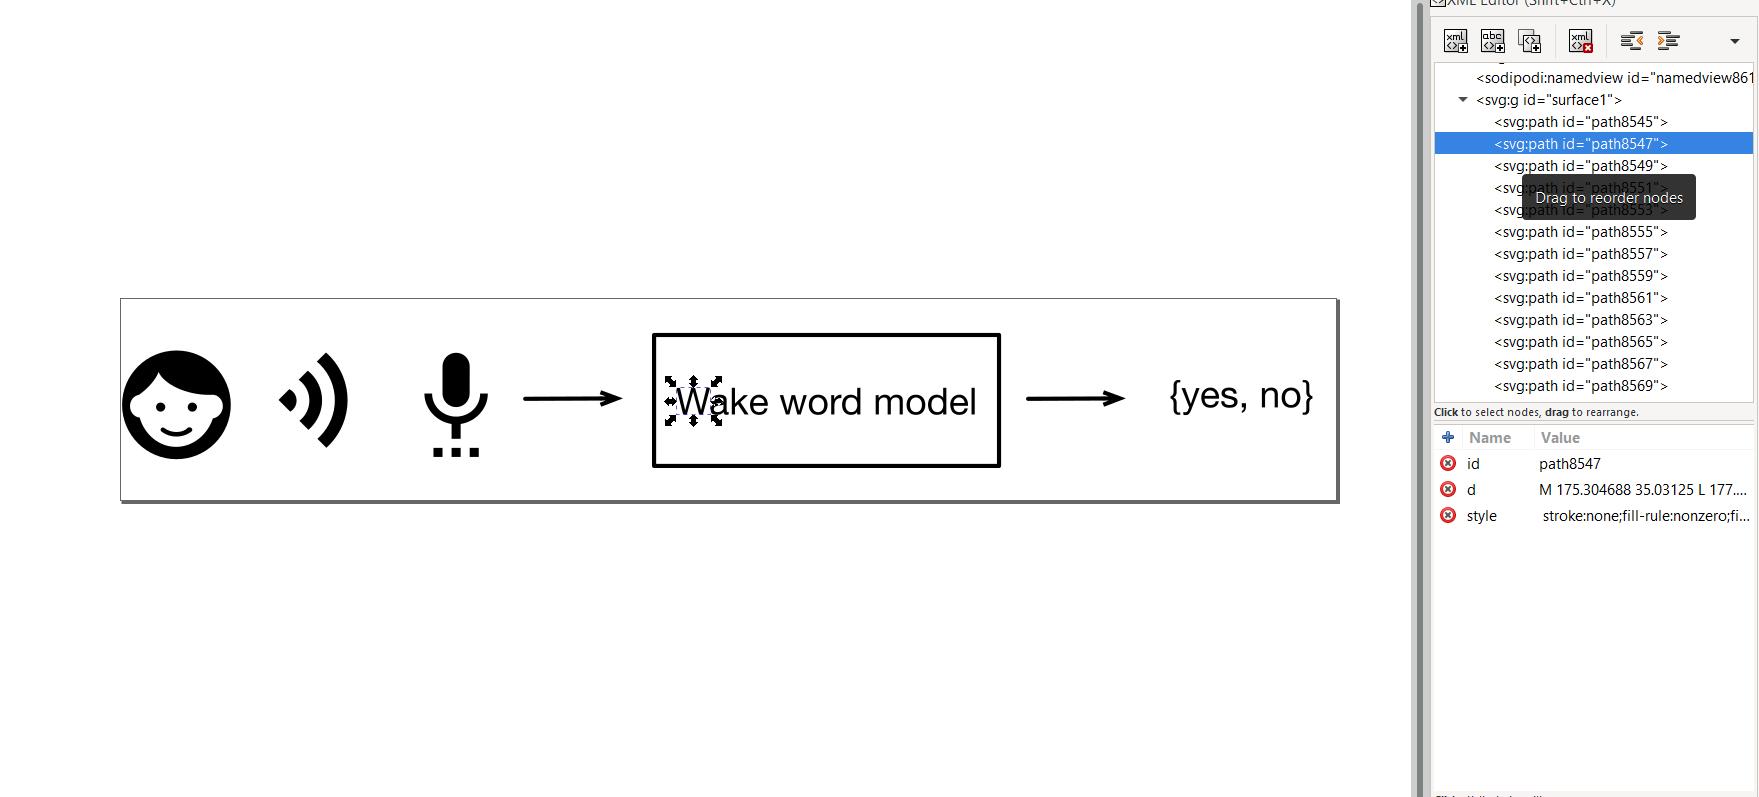 XML Editor (Shift+Ctrl+X)
xml
abc
xml
<sodipodi:namedview id="namedview861
<svg:g id="surface1">
<svg:path id="path8545">
<svg:path id="path8547">
<svg:path id="path8549">
<svg:path id="path8551">
Drag to reorder nodes
<svg:path id="path8553">
<svg:path id="path8555">
<svg:path id="path8557">
<svg:path id="path8559">
<svg:path id="path8561">
<svg:path id="path8563">
<svg:path id="path8565">
<svg:path id="path8567">
<svg:path id="path8569">
Click to select nodes, drag to rearrange.
Name Value
id path8547
d M 175.304688 35.03125 L 177....
style stroke:none;fill-rule:nonzero;fi...
Wake word model
{yes, no}